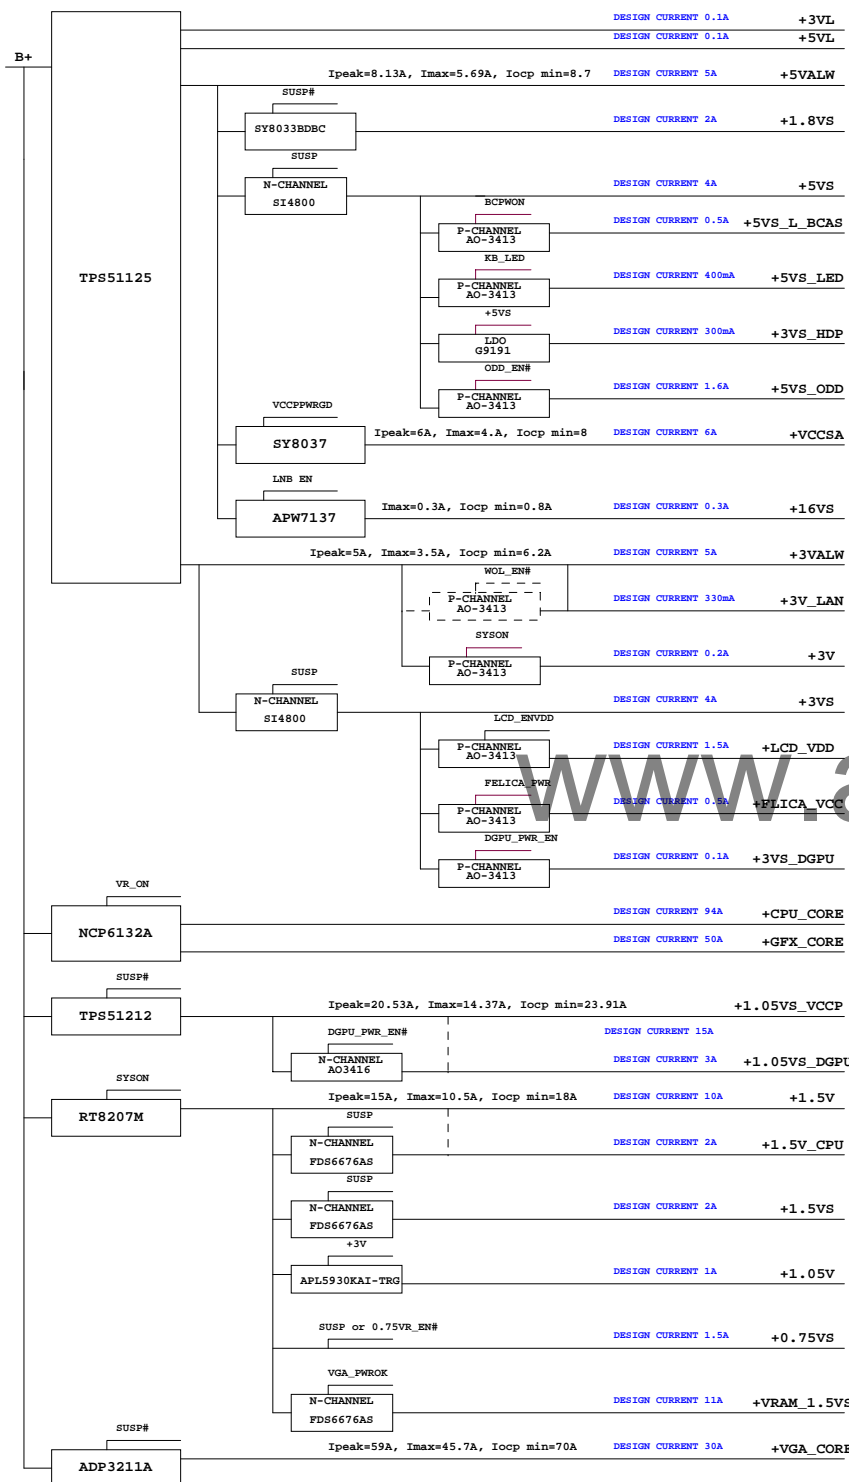 DESIGN CURRENT 0.1A +3VL
DESIGN CURRENT 0.1A +5VL
B+
Ipeak=8.13A, Imax=5.69A, Iocp min=8.7 DESIGN CURRENT 5A +5VALW
SUSP#
SY8033BDBC DESIGN CURRENT 2A +1.8VS
SUSP
N-CHANNEL DESIGN CURRENT 4A +5VS
SI4800
BCPWON
P-CHANNEL DESIGN CURRENT 0.5A +5VS_L_BCAS
AO-3413
KB_LED
TPS51125
P-CHANNEL DESIGN CURRENT 400mA +5VS_LED
AO-3413
+5VS
LDO DESIGN CURRENT 300mA +3VS_HDP
G9191
ODD_EN#
P-CHANNEL DESIGN CURRENT 1.6A +5VS_ODD
AO-3413
VCCPPWRGD
SY8037 Ipeak=6A, Imax=4.A, Iocp min=8 DESIGN CURRENT 6A +VCCSA
LNB EN
APW7137 Imax=0.3A, Iocp min=0.8A DESIGN CURRENT 0.3A +16VS
Ipeak=5A, Imax=3.5A, Iocp min=6.2A DESIGN CURRENT 5A +3VALW
WOL_EN#
P-CHANNEL DESIGN CURRENT 330mA +3V_LAN
AO-3413
SYSON
P-CHANNEL DESIGN CURRENT 0.2A +3V
AO-3413
SUSP
N-CHANNEL DESIGN CURRENT 4A +3VS
SI4800
LCD_ENVDD
P-CHANNEL DESIGN CURRENT 1.5A +LCD_VDD
AO-3413
www.a
FELICA_PWR
P-CHANNEL DESIGN CURRENT 0.5A +FLICA_VCC
AO-3413
DGPU_PWR_EN
P-CHANNEL DESIGN CURRENT 0.1A +3VS_DGPU
AO-3413
VR_ON
NCP6132A
DESIGN CURRENT 94A +CPU_CORE
DESIGN CURRENT 50A +GFX_CORE
SUSP#
TPS51212 Ipeak=20.53A, Imax=14.37A, Iocp min=23.91A +1.05VS_VCCP
DGPU_PWR_EN# DESIGN CURRENT 15A
N-CHANNEL DESIGN CURRENT 3A +1.05VS_DGPU
AO3416
SYSON
RT8207M Ipeak=15A, Imax=10.5A, Iocp min=18A DESIGN CURRENT 10A +1.5V
SUSP
N-CHANNEL DESIGN CURRENT 2A +1.5V_CPU
FDS6676AS
SUSP
N-CHANNEL DESIGN CURRENT 2A +1.5VS
FDS6676AS
+3V
APL5930KAI-TRG DESIGN CURRENT 1A +1.05V
SUSP or 0.75VR_EN# DESIGN CURRENT 1.5A +0.75VS
VGA_PWROK
N-CHANNEL DESIGN CURRENT 11A +VRAM_1.5VS
FDS6676AS
SUSP#
ADP3211A Ipeak=59A, Imax=45.7A, Iocp min=70A DESIGN CURRENT 30A +VGA_CORE